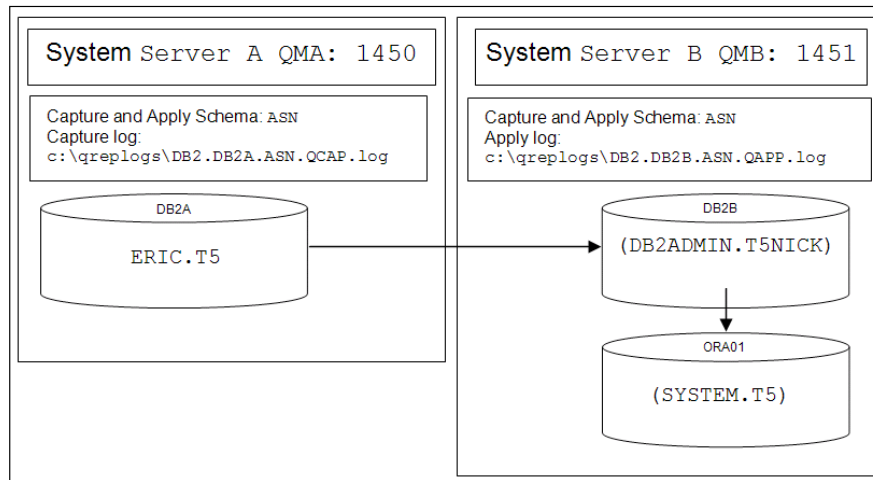 System Server A QMA: 1450
Capture and Apply Schema: ASN
Capture log:
c:\qreplogs\DB2.DB2A.ASN.QCAP.log
DB2A
ERIC.T5
System Server B QMB: 1451
Capture and Apply Schema: ASN
Apply log:
c:\qreplogs\DB2.DB2B.ASN.QAPP.log
DB2B
(DB2ADMIN.T5NICK)
ORA01
(SYSTEM.T5)